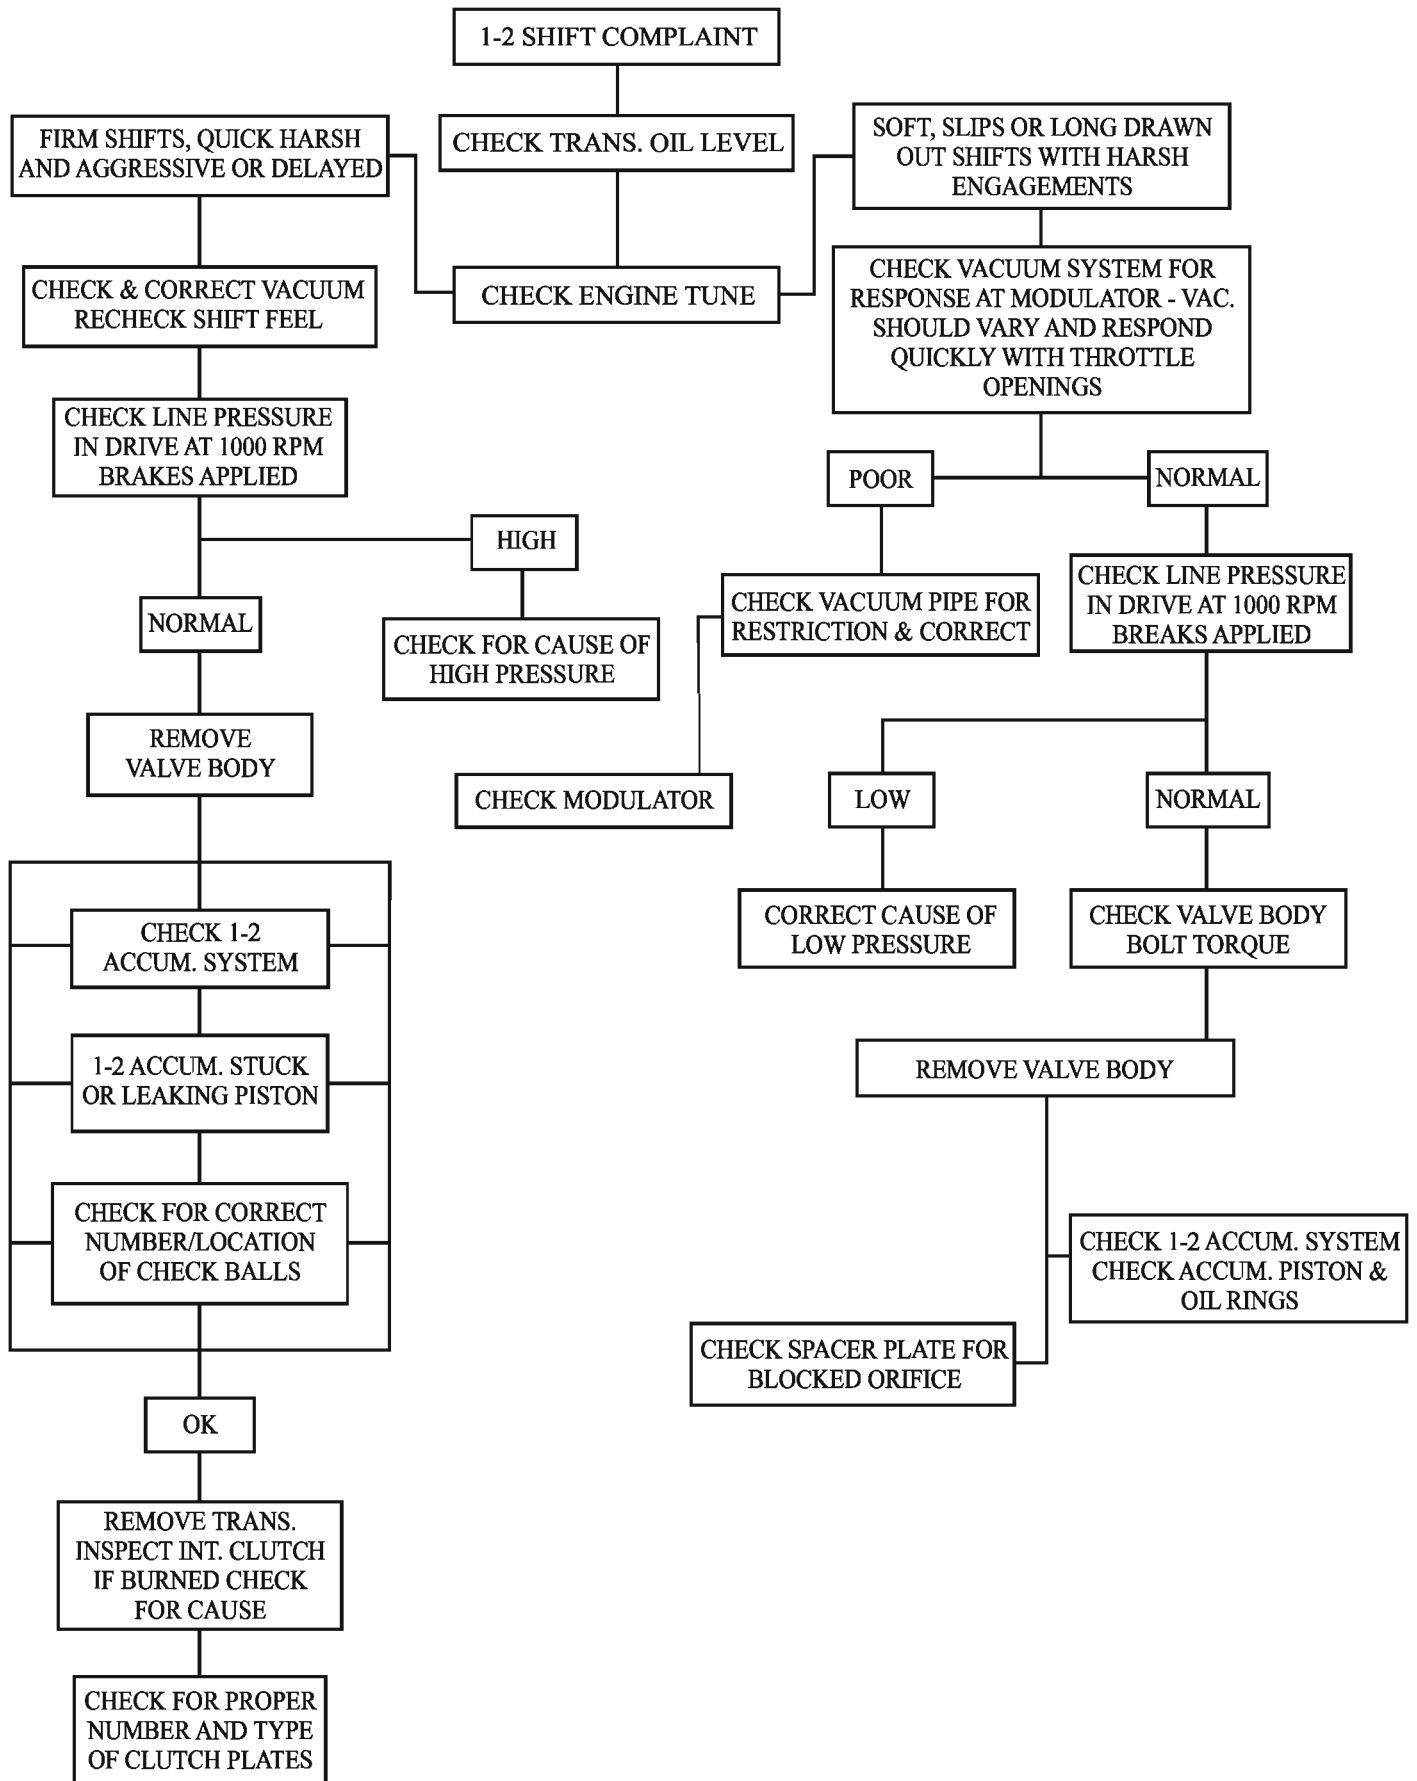 1-2 SHIFT COMPLAINT
CHECK TRANS. OIL LEVEL
CHECK ENGINE TUNE
FIRM SHIFTS, QUICK HARSH
AND AGGRESSIVE OR DELAYED
CHECK & CORRECT VACUUM
RECHECK SHIFT FEEL
CHECK LINE PRESSURE
IN DRIVE AT 1000 RPM
BRAKES APPLIED
HIGH
CHECK FOR CAUSE OF
HIGH PRESSURE
NORMAL
REMOVE
VALVE BODY
CHECK 1-2
ACCUM. SYSTEM
1-2 ACCUM. STUCK
OR LEAKING PISTON
CHECK FOR CORRECT
NUMBER/LOCATION
OF CHECK BALLS
OK
REMOVE TRANS.
INSPECT INT. CLUTCH
IF BURNED CHECK
FOR CAUSE
CHECK FOR PROPER
NUMBER AND TYPE
OF CLUTCH PLATES
SOFT, SLIPS OR LONG DRAWN
OUT SHIFTS WITH HARSH
ENGAGEMENTS
CHECK VACUUM SYSTEM FOR
RESPONSE AT MODULATOR - VAC.
SHOULD VARY AND RESPOND
QUICKLY WITH THROTTLE
OPENINGS
POOR
CHECK VACUUM PIPE FOR
RESTRICTION & CORRECT
CHECK MODULATOR
NORMAL
CHECK LINE PRESSURE
IN DRIVE AT 1000 RPM
BREAKS APPLIED
LOW
CORRECT CAUSE OF
LOW PRESSURE
NORMAL
CHECK VALVE BODY
BOLT TORQUE
REMOVE VALVE BODY
CHECK 1-2 ACCUM. SYSTEM
CHECK ACCUM. PISTON &
OIL RINGS
CHECK SPACER PLATE FOR
BLOCKED ORIFICE